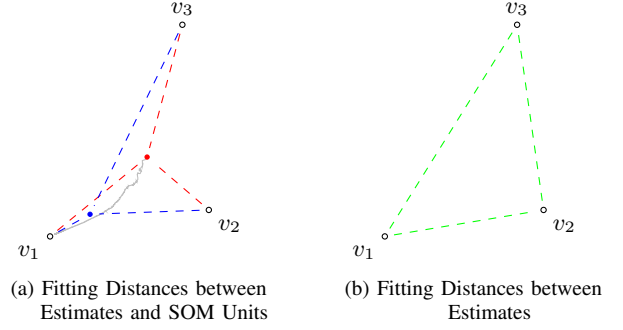 v3
v1
v2
(a) Fitting Distances between
Estimates and SOM Units
v3
v1
v2
(b) Fitting Distances between
Estimates